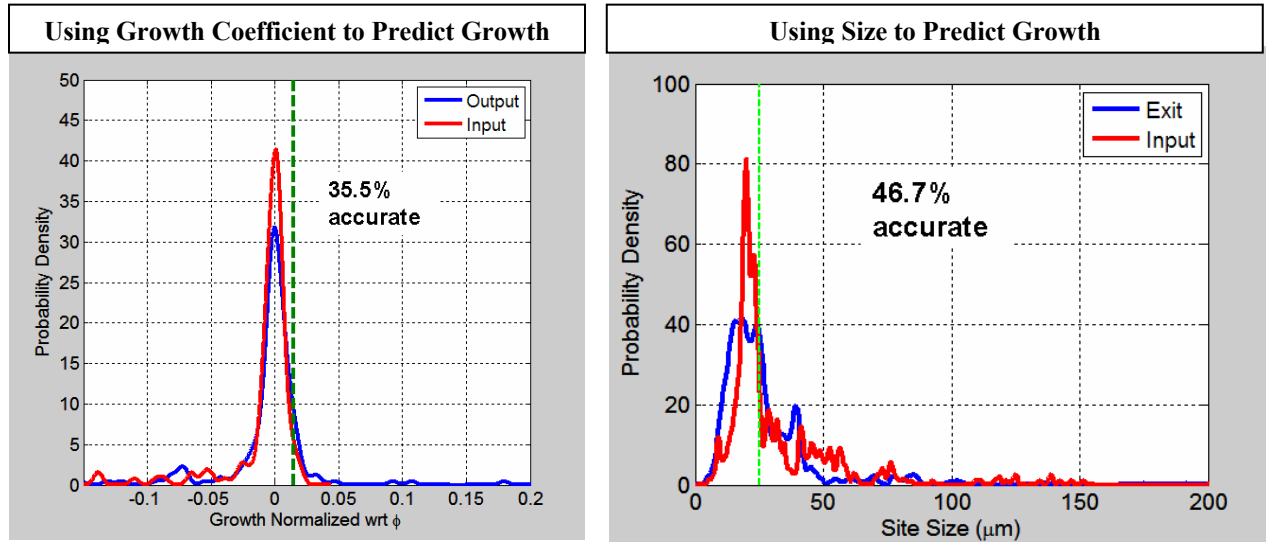 Using Growth Coefficient to Predict Growth
50
45
40
35
30
25
20
15
10
5
0
Probability Density
Output
Input
35.5%
accurate
-0.1
-0.05
0
0.05
0.1
0.15
0.2
Growth Normalized wrt ϕ
Using Size to Predict Growth
100
80
60
40
20
0
Probability Density
Exit
Input
46.7%
accurate
0
50
100
150
200
Site Size (μm)